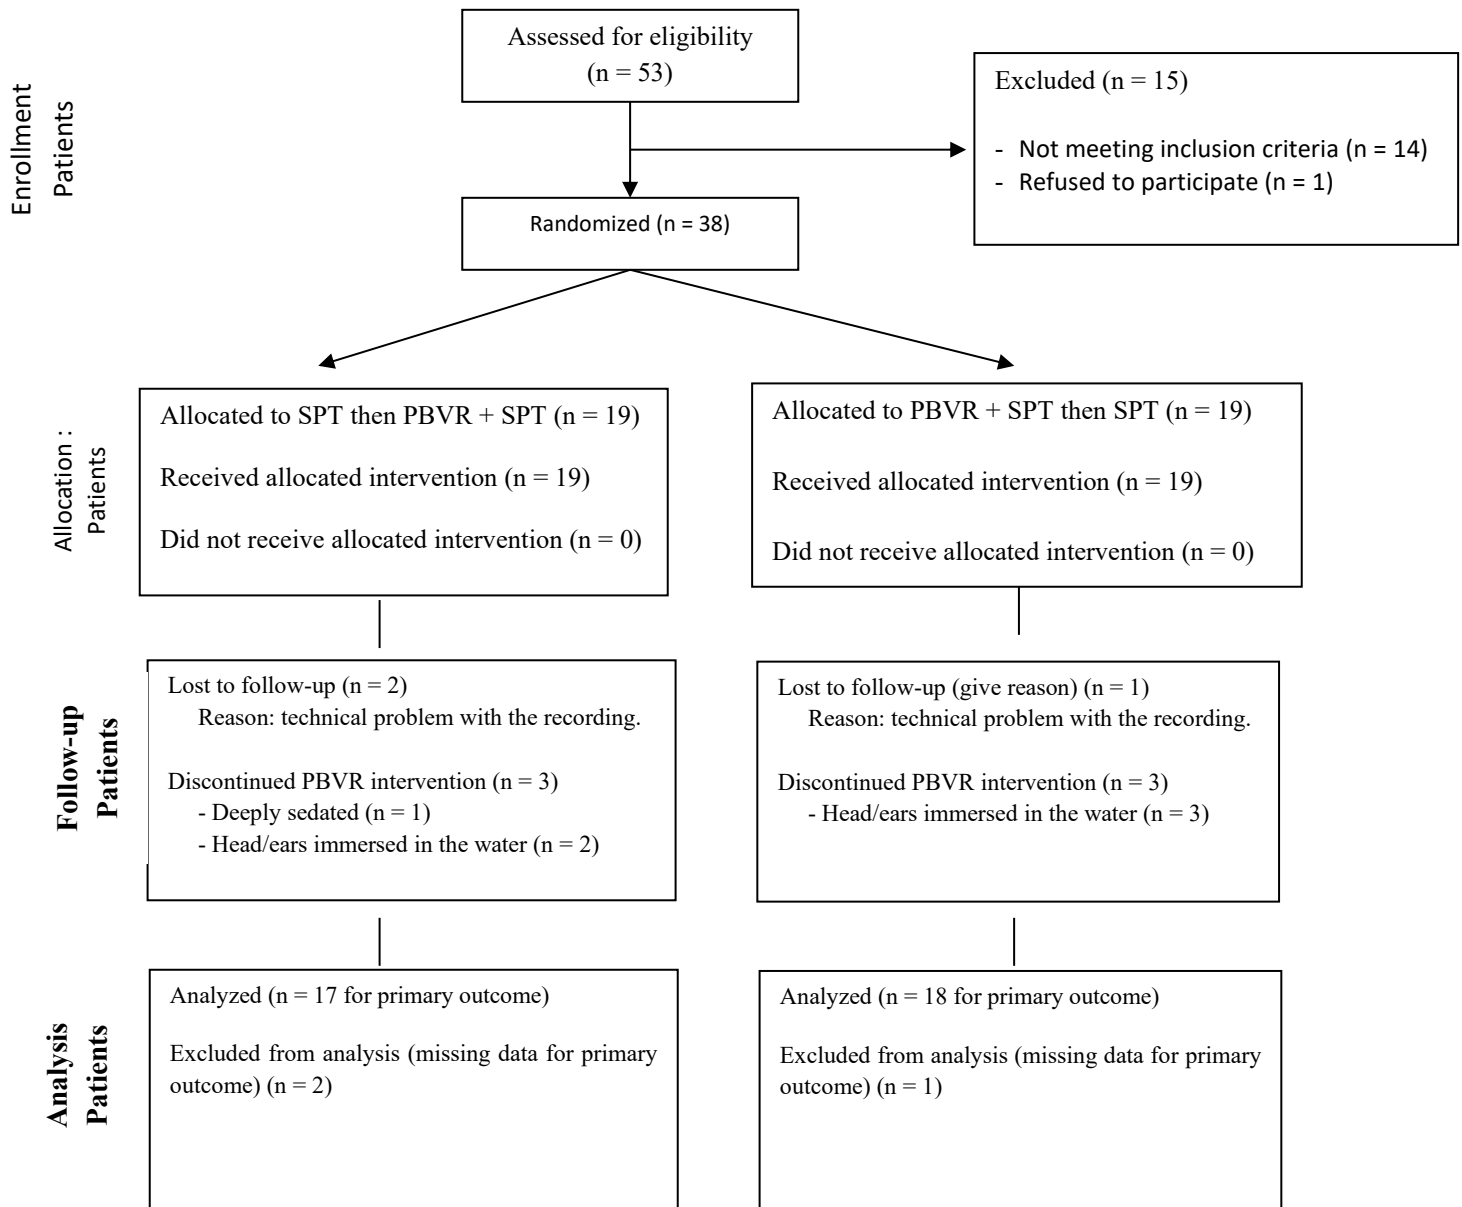 Assessed for eligibility
(n = 53)
Excluded (n = 15)
- Not meeting inclusion criteria (n = 14)
- Refused to participate (n = 1)
Enrollment
Patients
Randomized (n = 38)
Allocation :
Patients
Allocated to SPT then PBVR + SPT (n = 19)
Received allocated intervention (n = 19)
Did not receive allocated intervention (n = 0)
Allocated to PBVR + SPT then SPT (n = 19)
Received allocated intervention (n = 19)
Did not receive allocated intervention (n = 0)
Follow-up
Patients
Lost to follow-up (n = 2)
Reason: technical problem with the recording.
Discontinued PBVR intervention (n = 3)
- Deeply sedated (n = 1)
- Head/ears immersed in the water (n = 2)
Lost to follow-up (give reason) (n = 1)
Reason: technical problem with the recording.
Discontinued PBVR intervention (n = 3)
- Head/ears immersed in the water (n = 3)
Analysis
Patients
Analyzed (n = 17 for primary outcome)
Excluded from analysis (missing data for primary
outcome) (n = 2)
Analyzed (n = 18 for primary outcome)
Excluded from analysis (missing data for primary
outcome) (n = 1)